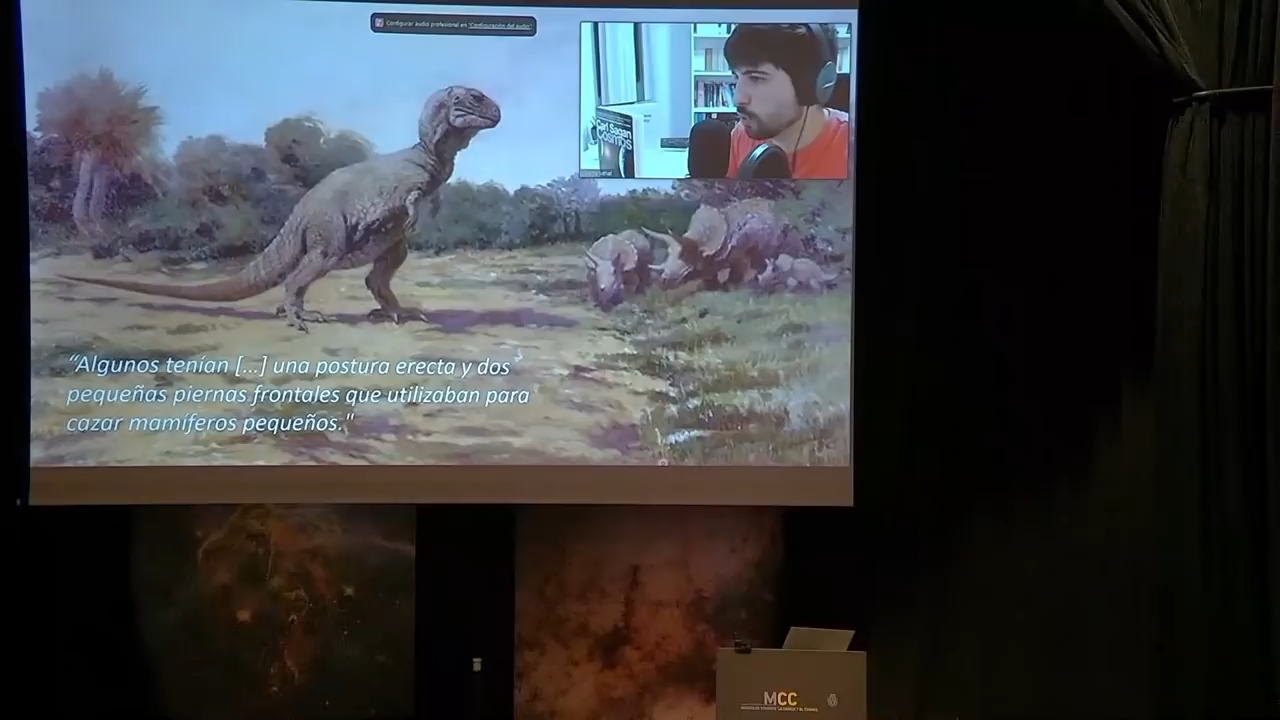 Configurar audio profesional en "Configuración del audio"
Carl Sagan
COSMOS
“Algunos tenían [...] una postura erecta y dos
pequeñas piernas frontales que utilizaban para
cazar mamíferos pequeños."
MCC